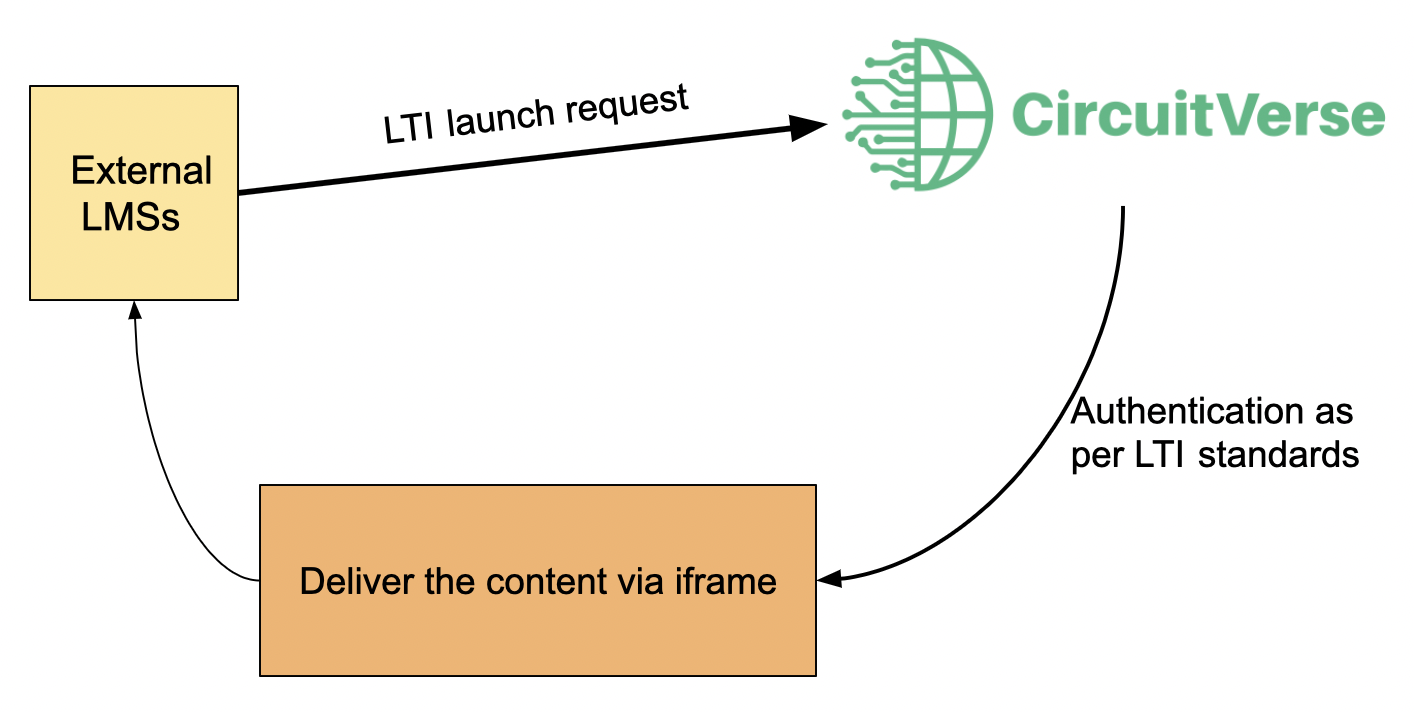 LTI launch request
CircuitVerse
External
LMSs
Authentication as
per LTI standards
Deliver the content via iframe